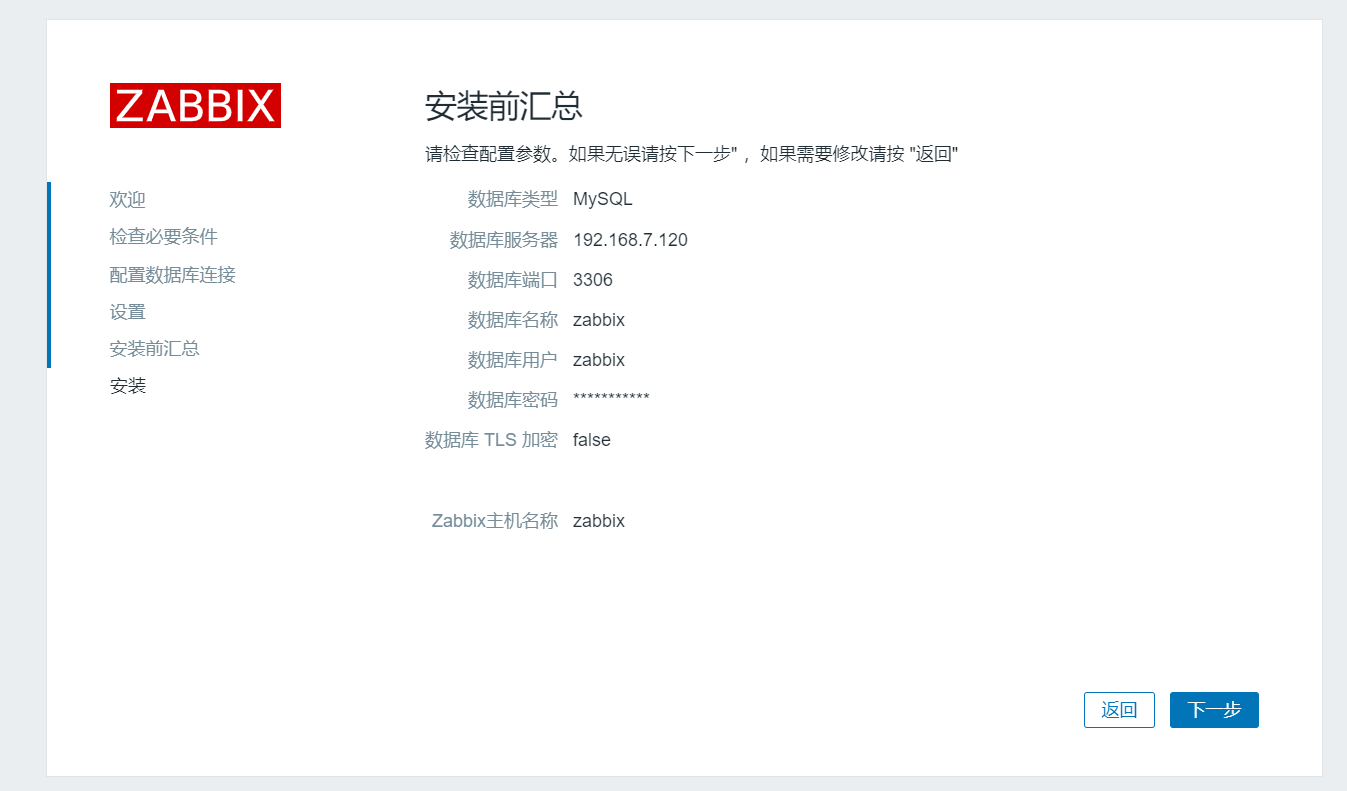 ZABBIX
欢迎
检查必要条件
配置数据库连接
设置
安装前汇总
安装
安装前汇总
请检查配置参数。如果无误请按下一步" ，如果需要修改请按 "返回"
数据库类型 MySQL
数据库服务器 192.168.7.120
数据库端口 3306
数据库名称 zabbix
数据库用户 zabbix
数据库密码 ***********
数据库 TLS 加密 false
Zabbix主机名称 zabbix
返回 下一步